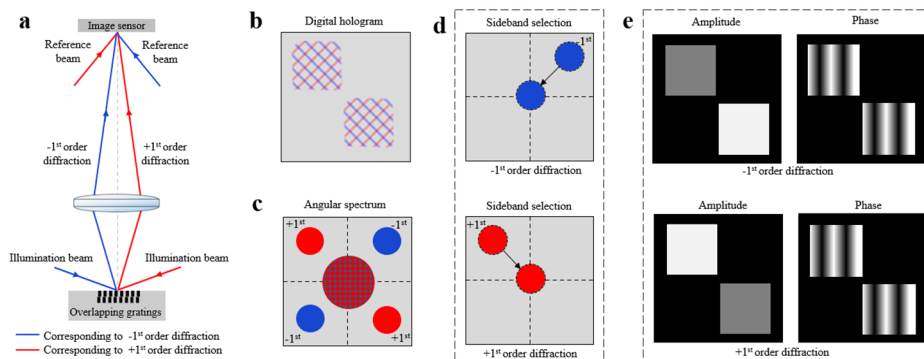 a
Image sensor
Reference
beam
Reference
beam
-1st order
diffraction
+1st order
diffraction
Illumination beam
Illumination beam
Overlapping gratings
Corresponding to -1st order diffraction
Corresponding to +1st order diffraction
b
Digital hologram
c
Angular spectrum
+1st
-1st
-1st
+1st
d
Sideband selection
-1st
-1st order diffraction
Sideband selection
+1st
+1st order diffraction
e
Amplitude
Phase
-1st order diffraction
Amplitude
Phase
+1st order diffraction